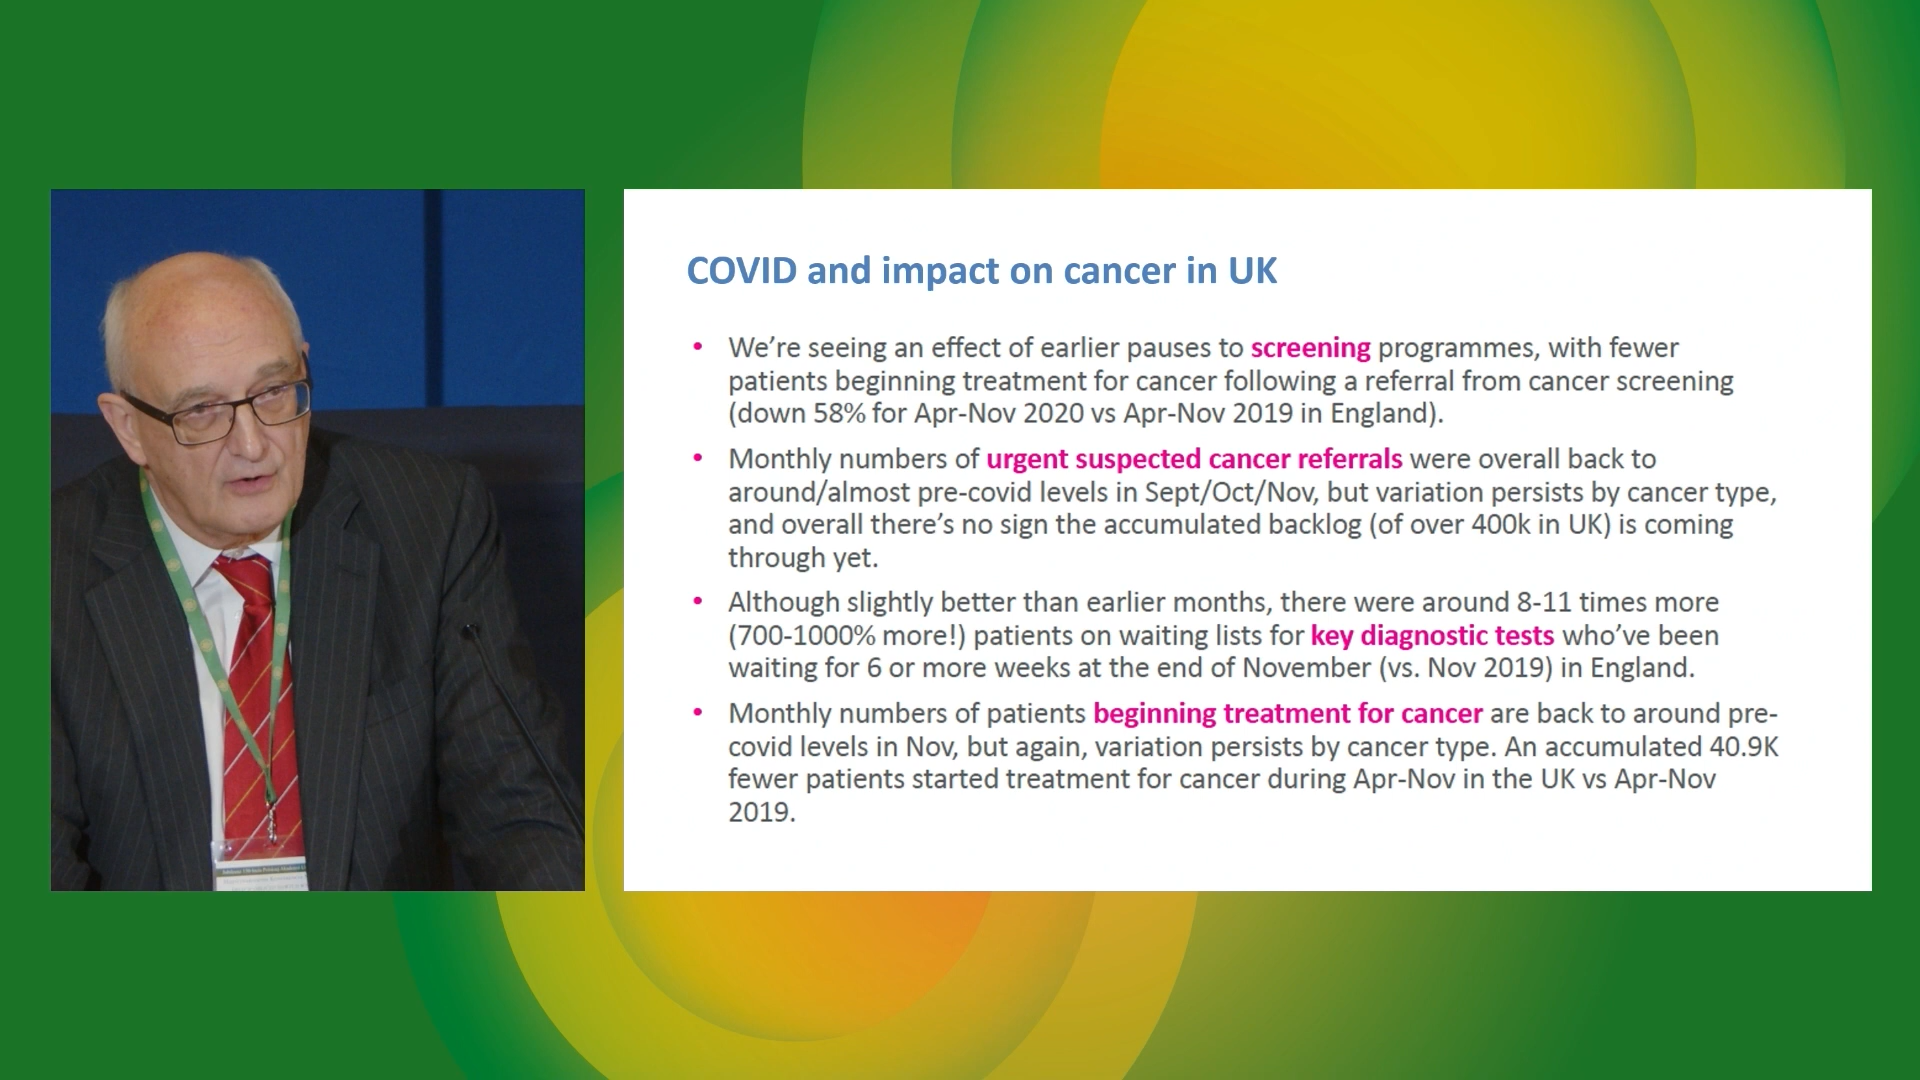 COVID and impact on cancer in UK
• We’re seeing an effect of earlier pauses to screening programmes, with fewer
patients beginning treatment for cancer following a referral from cancer screening
(down 58% for Apr-Nov 2020 vs Apr-Nov 2019 in England).
• Monthly numbers of urgent suspected cancer referrals were overall back to
around/almost pre-covid levels in Sept/Oct/Nov, but variation persists by cancer type,
and overall there’s no sign the accumulated backlog (of over 400k in UK) is coming
through yet.
• Although slightly better than earlier months, there were around 8-11 times more
(700-1000% more!) patients on waiting lists for key diagnostic tests who’ve been
waiting for 6 or more weeks at the end of November (vs. Nov 2019) in England.
• Monthly numbers of patients beginning treatment for cancer are back to around pre-
covid levels in Nov, but again, variation persists by cancer type. An accumulated 40.9K
fewer patients started treatment for cancer during Apr-Nov in the UK vs Apr-Nov
2019.